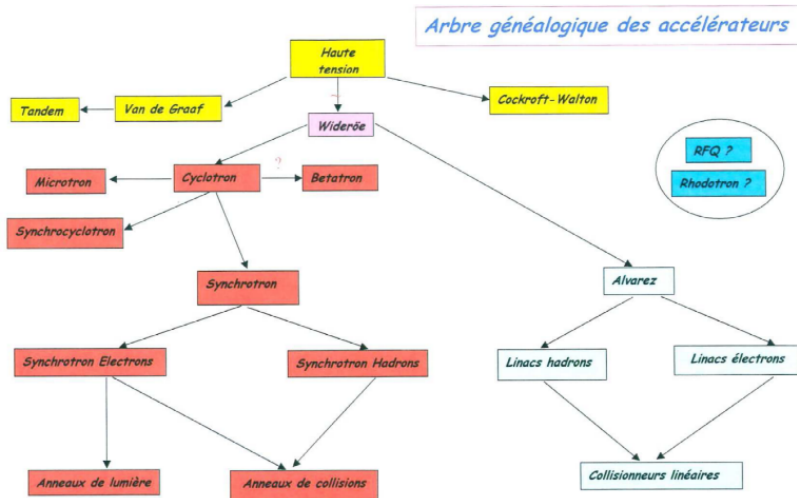 Arbre généalogique des accélérateurs
Haute
tension
Tandem
Van de Graaf
Cockroft-Walton
Wideröe
RFQ ?
Rhodotron ?
Microtron
Cyclotron
?
Betatron
Synchrocyclotron
Synchrotron
Alvarez
Synchrotron Electrons
Synchrotron Hadrons
Linacs hadrons
Linacs électrons
Anneaux de lumière
Anneaux de collisions
Collisionneurs linéaires